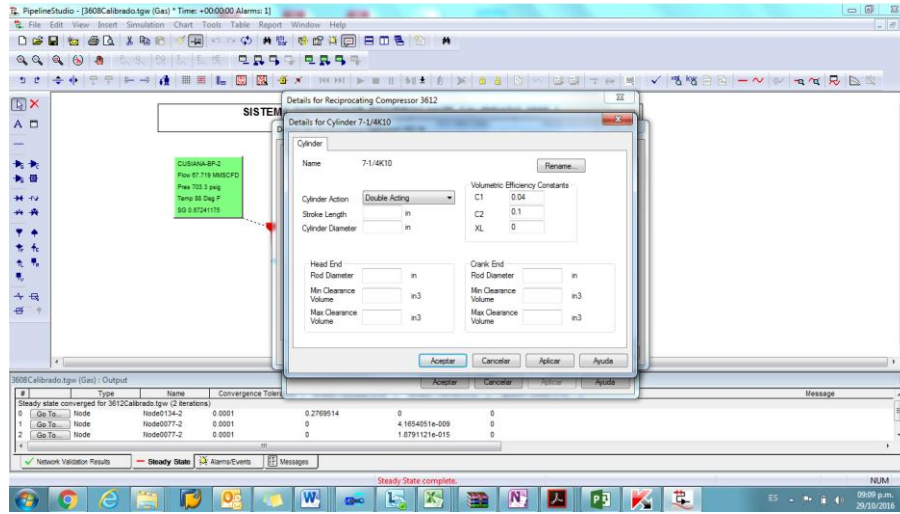 PipelineStudio - [3608Calibrado.tgw (Gas) * Time: +00:00:00 Alarms: 1]
File Edit View Insert Simulation Chart Tools Table Report Window Help
SISTEM
Details for Reciprocating Compressor 3612
Details for Cylinder 7-1/4K10
Cylinder
Name 7-1/4K10 Rename...
Cylinder Action Double Acting
Stroke Length in
Cylinder Diameter in
Volumetric Efficiency Constants
C1 0.04
C2 0.1
XL 0
Head End
Rod Diameter in
Min Clearance Volume in3
Max Clearance Volume in3
Crank End
Rod Diameter in
Min Clearance Volume in3
Max Clearance Volume in3
Aceptar Cancelar Aplicar Ayuda
Aceptar Cancelar Aplicar Ayuda
CUSIANA-BP-2
Flow 67.719 MMSCFD
Pres 703.3 psig
Temp 88 Deg F
SG 0.67241175
3608Calibrado.tgw (Gas) : Output
# Type Name Convergence Toler Message
Steady state converged for 3612Calibrado.tgw (2 iterations)
0 Go To... Node Node0134-2 0.0001 0.2769514 0 0
1 Go To... Node Node0077-2 0.0001 0 4.1654051e-009 0
2 Go To... Node Node0077-2 0.0001 0 1.8791121e-015 0
Network Validation Results Steady State Alarms/Events Messages
Steady State complete. NUM
ES 09:09 p.m.
29/10/2016